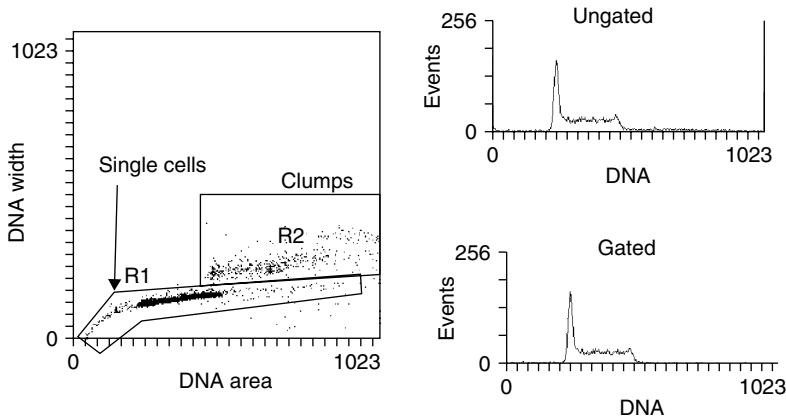 1023
Single cells
Clumps
R2
R1
DNA width
0
0
1023
DNA area
Ungated
256
Events
0
0
1023
DNA
Gated
256
Events
0
0
1023
DNA